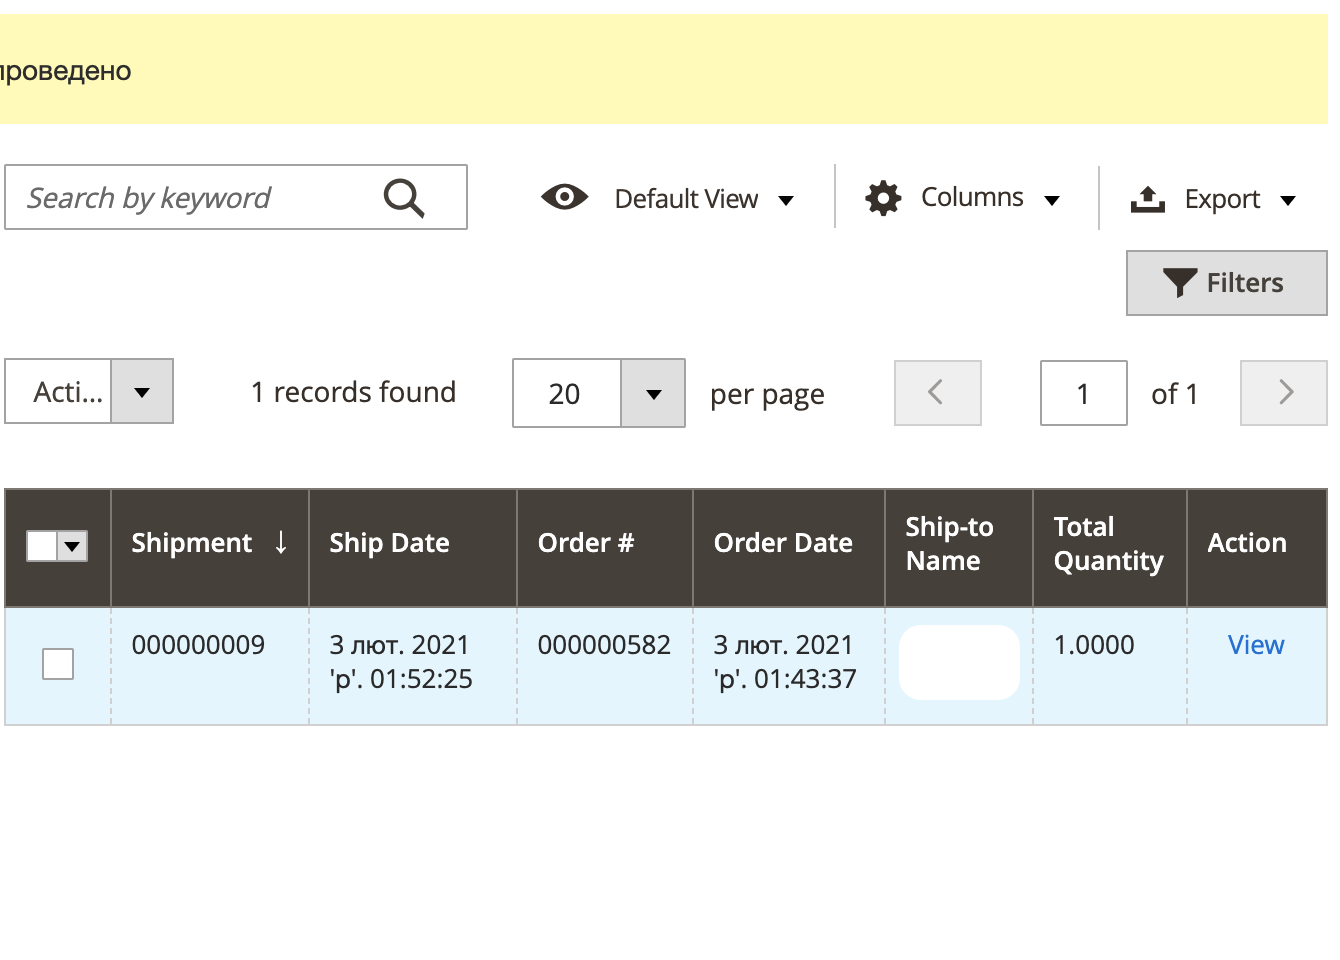 проведено
Search by keyword
Default View
Columns
Export
Filters
Acti...
1 records found
20
per page
1
of 1
Shipment ↓
Ship Date
Order #
Order Date
Ship-to
Name
Total
Quantity
Action
000000009
3 лют. 2021
'р'. 01:52:25
000000582
3 лют. 2021
'р'. 01:43:37
1.0000
View